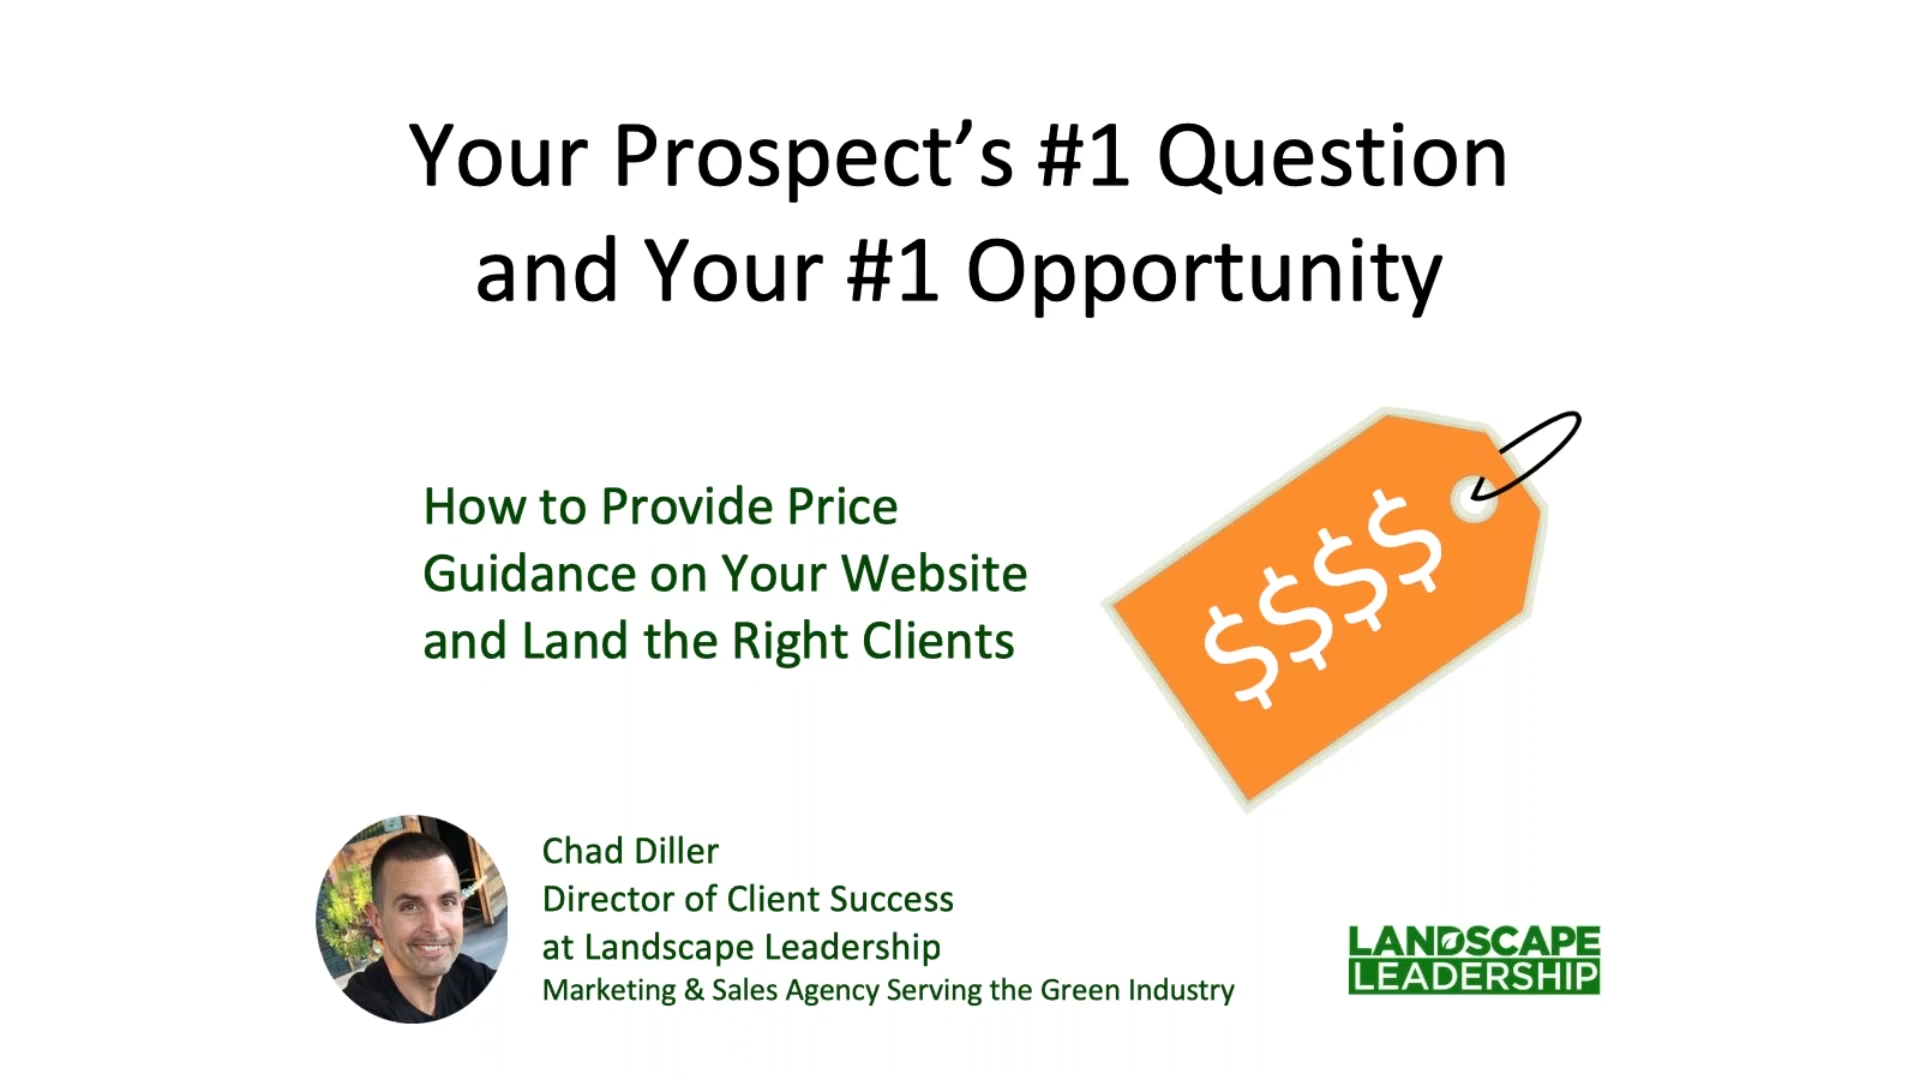 Your Prospect’s #1 Question
and Your #1 Opportunity
How to Provide Price
Guidance on Your Website
and Land the Right Clients
$$$$
Chad Diller
Director of Client Success
at Landscape Leadership
Marketing & Sales Agency Serving the Green Industry
LANDSCAPE
LEADERSHIP